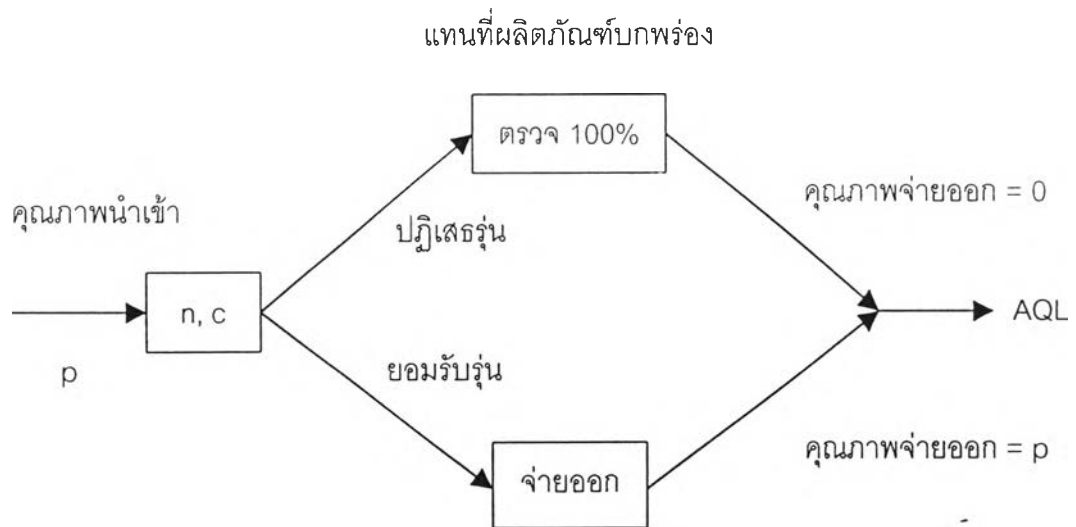 แทนที่ผลิตภัณฑ์บกพร่อง
ตรวจ 100%
คุณภาพนำเข้า
คุณภาพจ่ายออก = 0
ปฏิเสธรุ่น
n, c
AQL
p
ยอมรับรุ่น
คุณภาพจ่ายออก = p
จ่ายออก